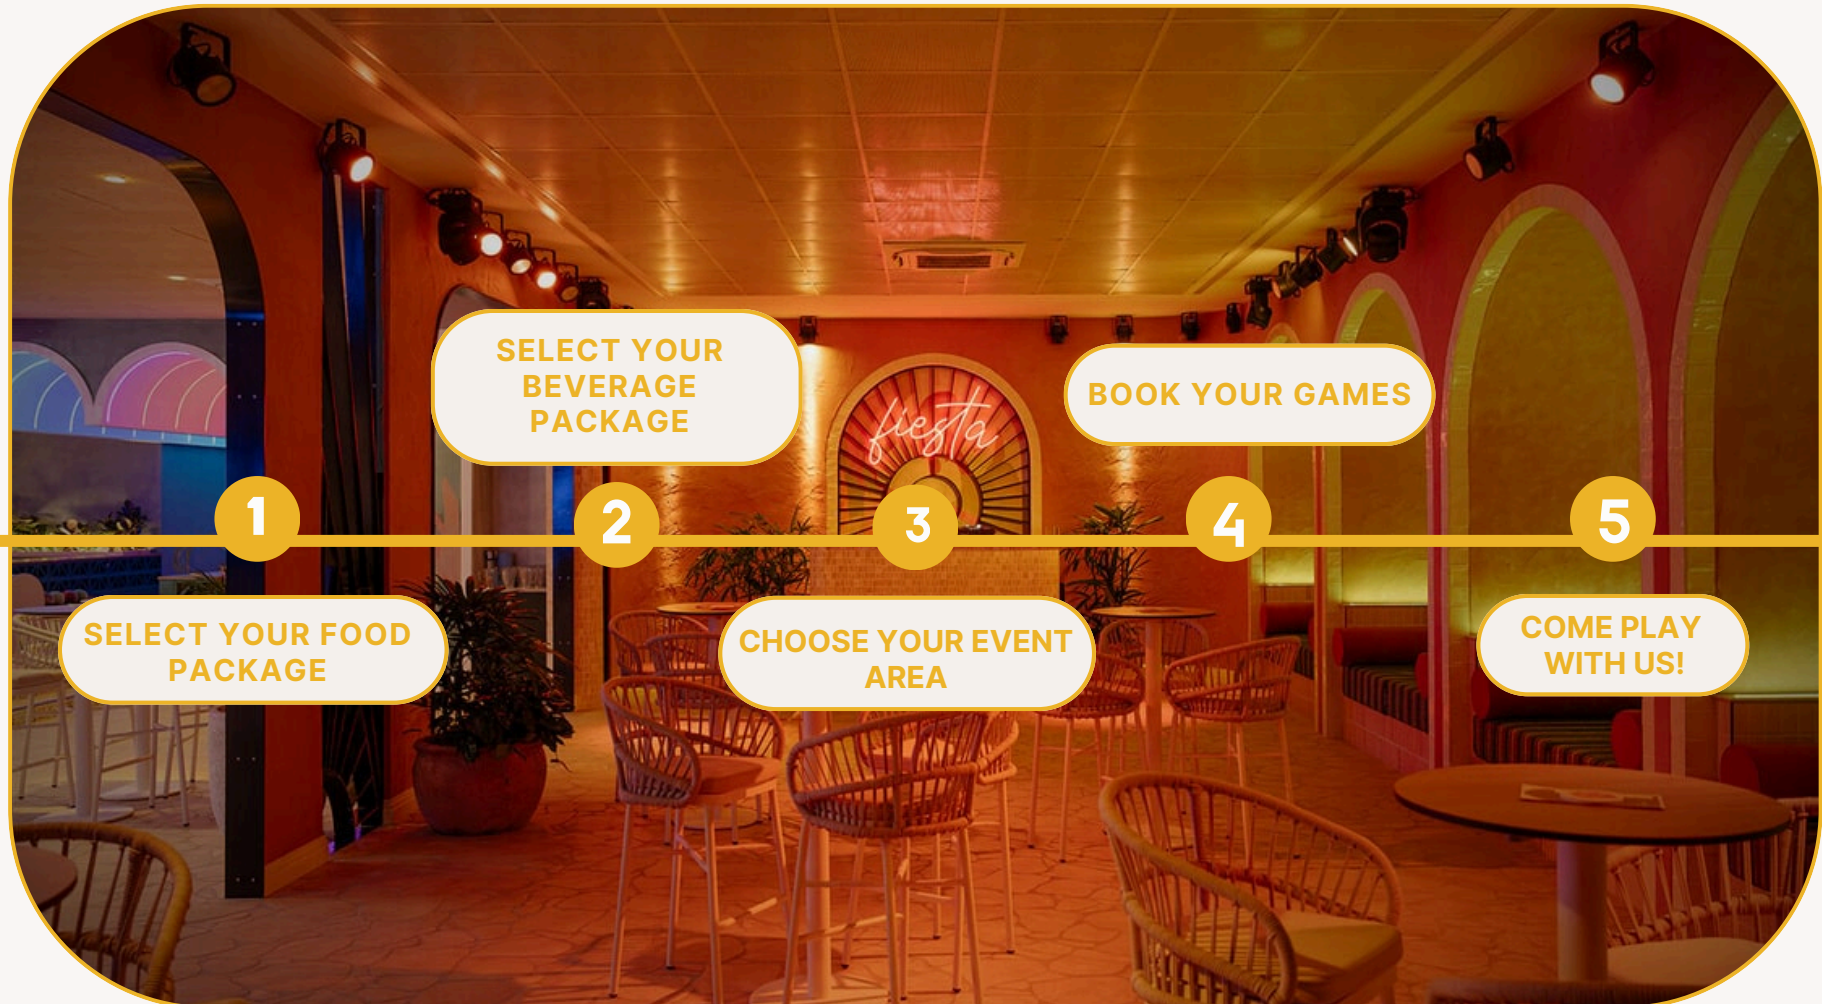 1
SELECT YOUR FOOD
PACKAGE
2
SELECT YOUR
BEVERAGE
PACKAGE
3
CHOOSE YOUR EVENT
AREA
4
BOOK YOUR GAMES
5
COME PLAY
WITH US!
fiesta